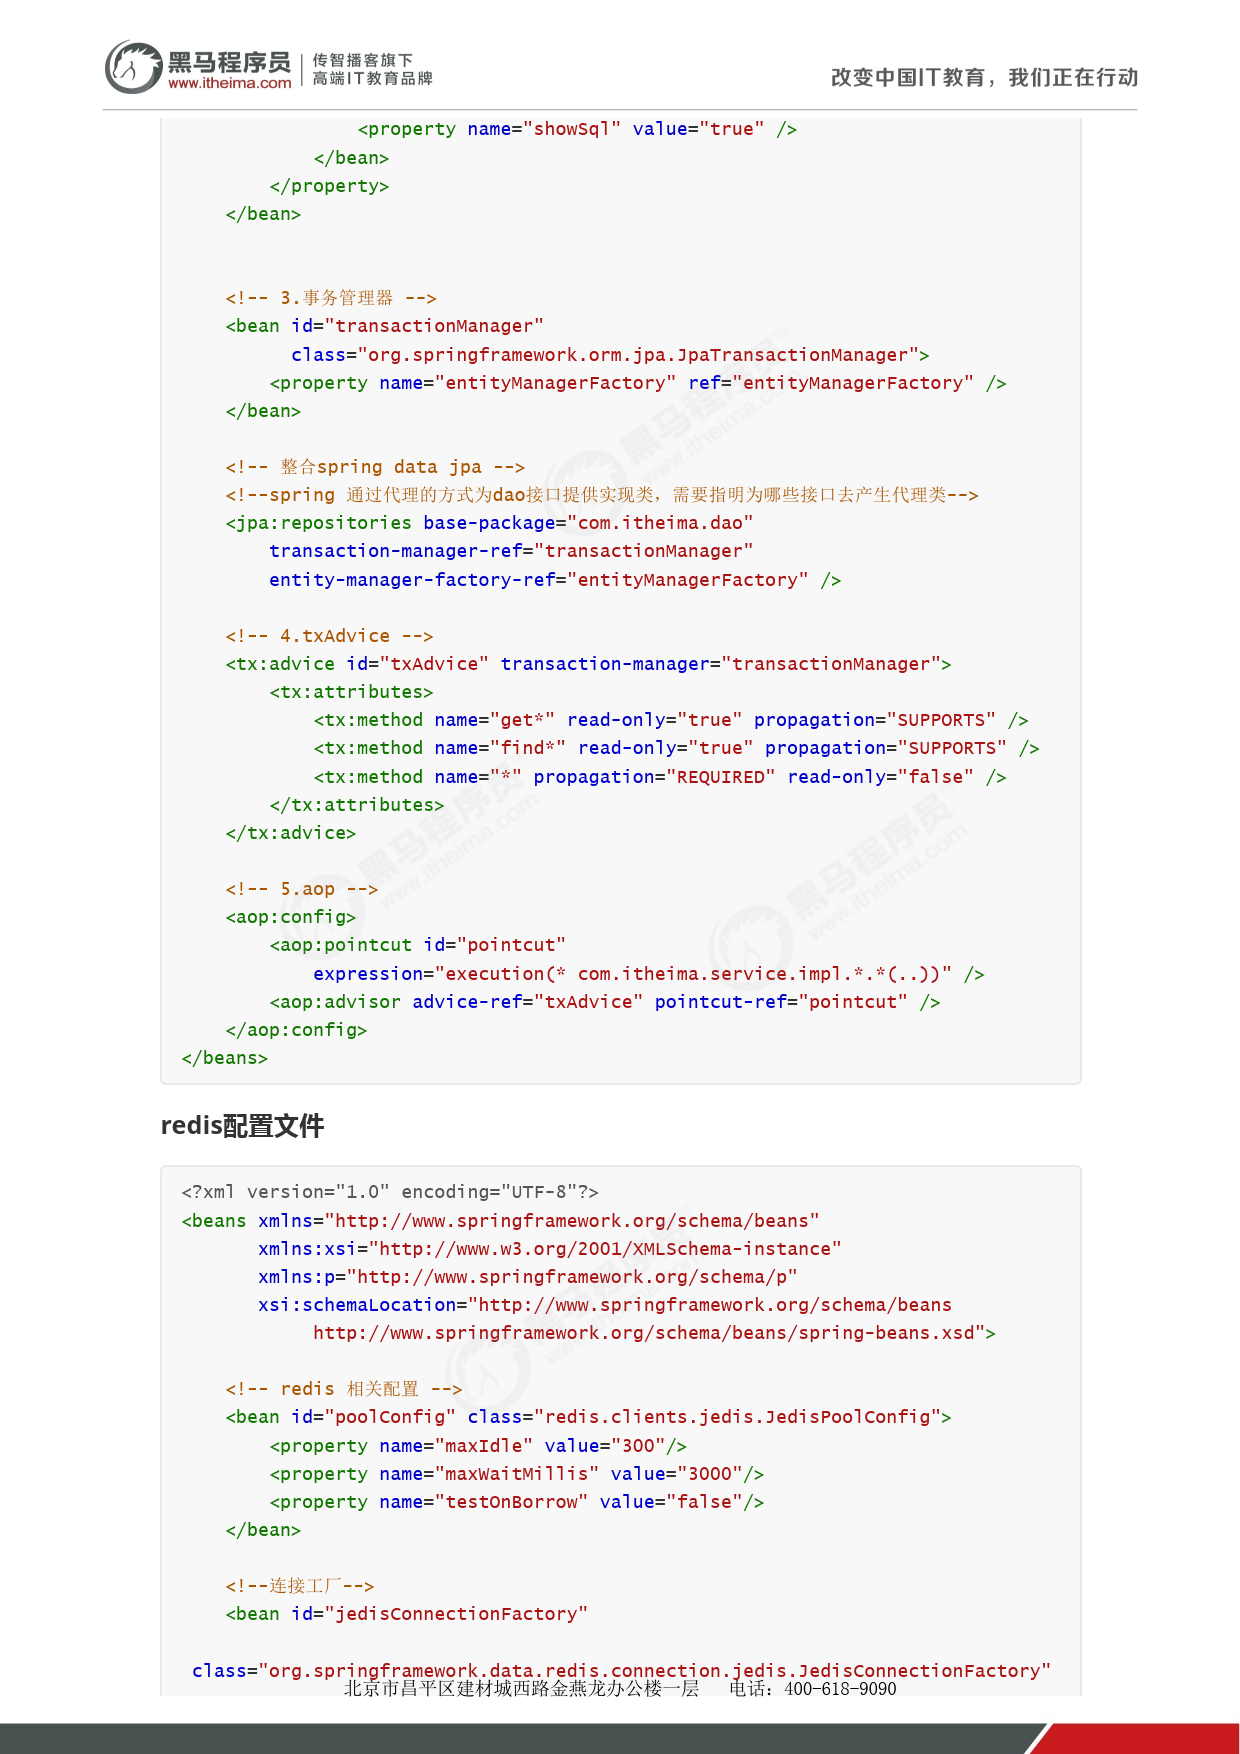 黑马程序员
www.itheima.com
传智播客旗下
高端IT教育品牌
改变中国IT教育，我们正在行动
                <property name="showSql" value="true" />
            </bean>
        </property>
    </bean>
    <!-- 3.事务管理器 -->
    <bean id="transactionManager"
          class="org.springframework.orm.jpa.JpaTransactionManager">
        <property name="entityManagerFactory" ref="entityManagerFactory" />
    </bean>
    <!-- 整合spring data jpa -->
    <!--spring 通过代理的方式为dao接口提供实现类，需要指明为哪些接口去产生代理类-->
    <jpa:repositories base-package="com.itheima.dao"
        transaction-manager-ref="transactionManager"
        entity-manager-factory-ref="entityManagerFactory" />
    <!-- 4.txAdvice -->
    <tx:advice id="txAdvice" transaction-manager="transactionManager">
        <tx:attributes>
            <tx:method name="get*" read-only="true" propagation="SUPPORTS" />
            <tx:method name="find*" read-only="true" propagation="SUPPORTS" />
            <tx:method name="*" propagation="REQUIRED" read-only="false" />
        </tx:attributes>
    </tx:advice>
    <!-- 5.aop -->
    <aop:config>
        <aop:pointcut id="pointcut"
            expression="execution(* com.itheima.service.impl.*.*(..))" />
        <aop:advisor advice-ref="txAdvice" pointcut-ref="pointcut" />
    </aop:config>
</beans>
redis配置文件
<?xml version="1.0" encoding="UTF-8"?>
<beans xmlns="http://www.springframework.org/schema/beans"
       xmlns:xsi="http://www.w3.org/2001/XMLSchema-instance"
       xmlns:p="http://www.springframework.org/schema/p"
       xsi:schemaLocation="http://www.springframework.org/schema/beans
            http://www.springframework.org/schema/beans/spring-beans.xsd">
    <!-- redis 相关配置 -->
    <bean id="poolConfig" class="redis.clients.jedis.JedisPoolConfig">
        <property name="maxIdle" value="300"/>
        <property name="maxWaitMillis" value="3000"/>
        <property name="testOnBorrow" value="false"/>
    </bean>
    <!--连接工厂-->
    <bean id="jedisConnectionFactory"
 class="org.springframework.data.redis.connection.jedis.JedisConnectionFactory"
北京市昌平区建材城西路金燕龙办公楼一层 电话：400-618-9090